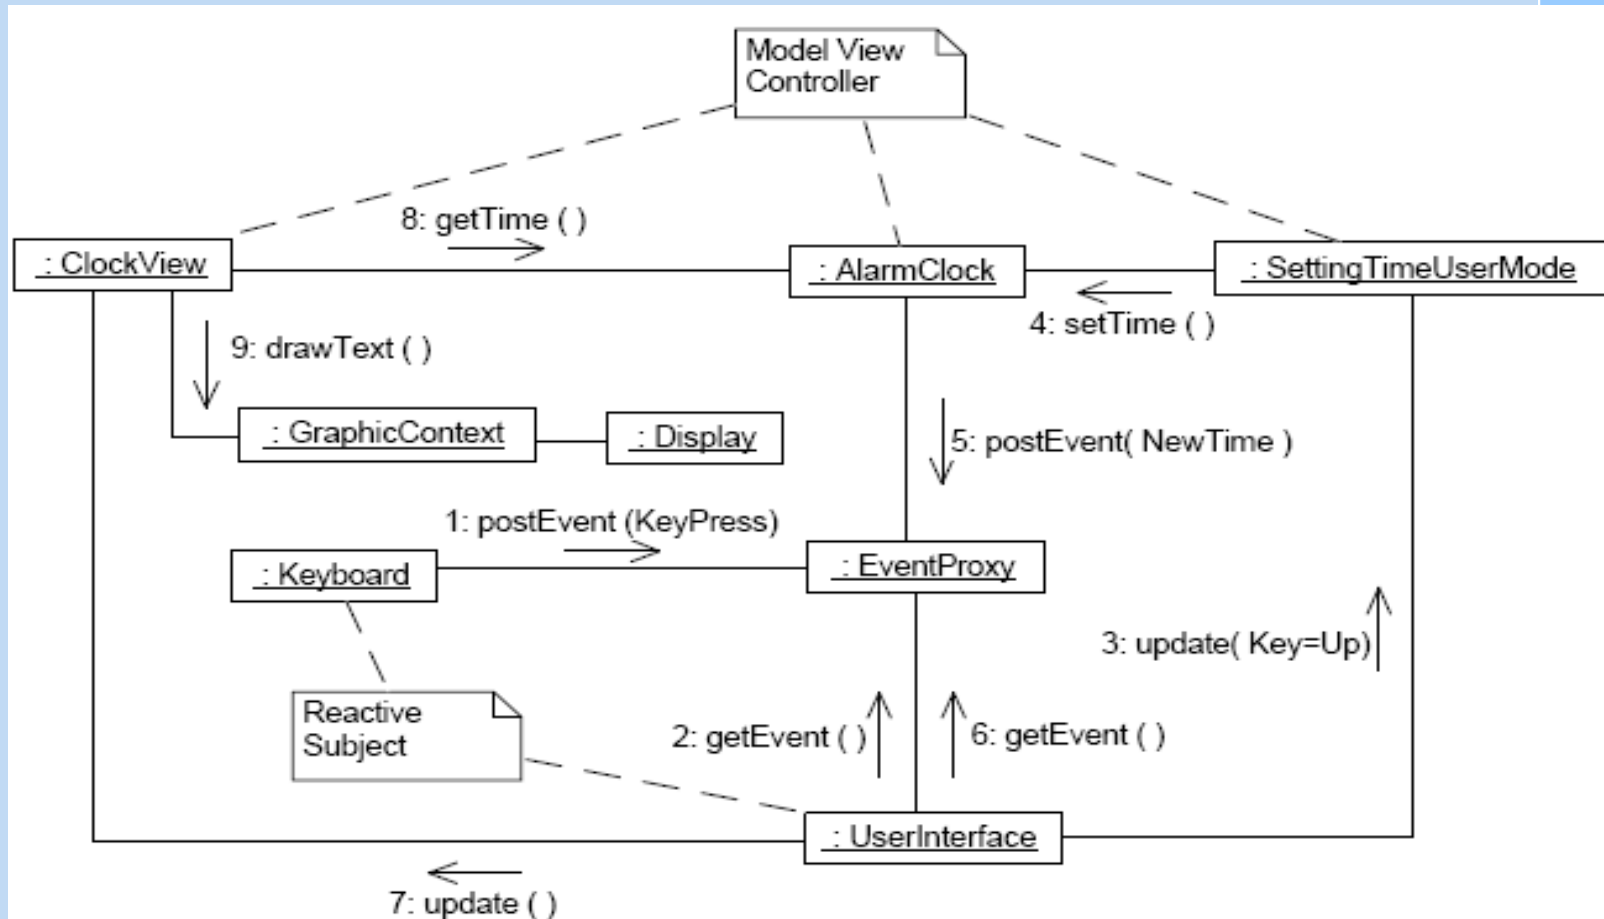 Model View
Controller
8: getTime ( )
: ClockView
: AlarmClock
: SettingTimeUserMode
4: setTime ( )
9: drawText ( )
: GraphicContext
: Display
5: postEvent( NewTime )
1: postEvent (KeyPress)
: Keyboard
: EventProxy
3: update( Key=Up)
Reactive
Subject
2: getEvent ( )
6: getEvent ( )
: UserInterface
7: update ( )